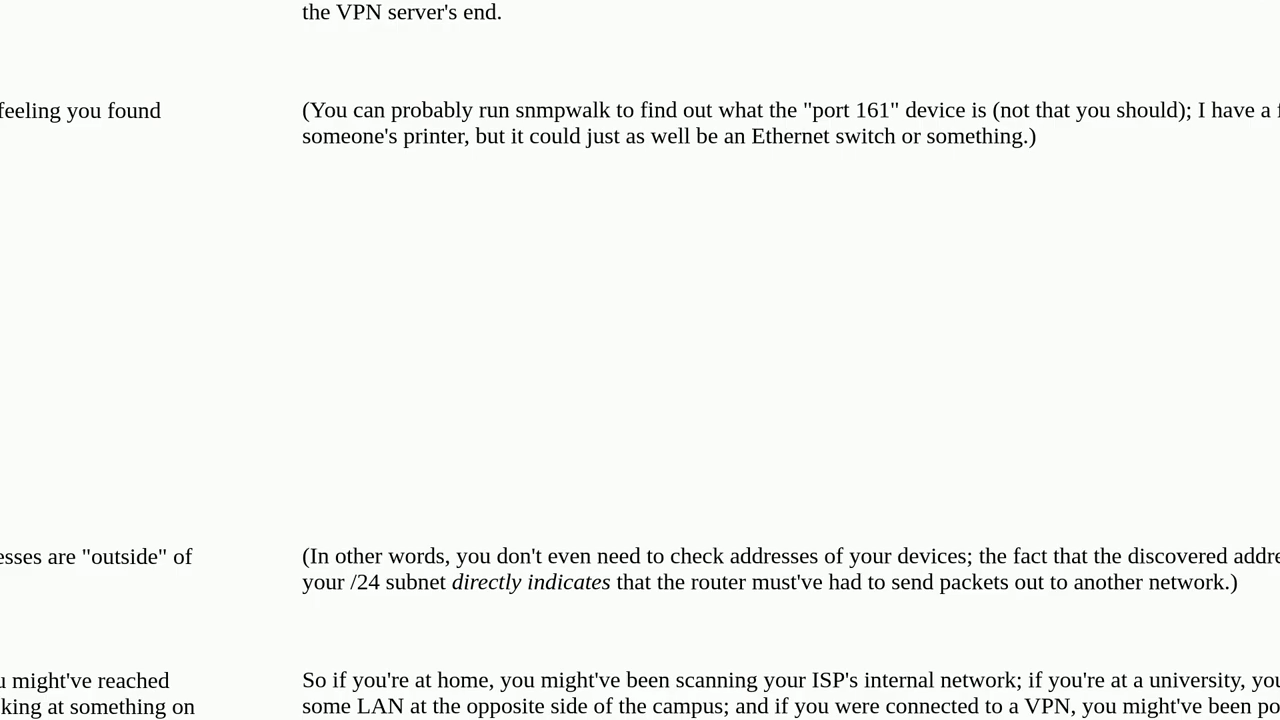 the VPN server's end.
feeling you found
(You can probably run snmpwalk to find out what the "port 161" device is (not that you should); I have a
someone's printer, but it could just as well be an Ethernet switch or something.)
esses are "outside" of
(In other words, you don't even need to check addresses of your devices; the fact that the discovered addre
your /24 subnet directly indicates that the router must've had to send packets out to another network.)
u might've reached
king at something on
So if you're at home, you might've been scanning your ISP's internal network; if you're at a university, you
some LAN at the opposite side of the campus; and if you were connected to a VPN, you might've been po